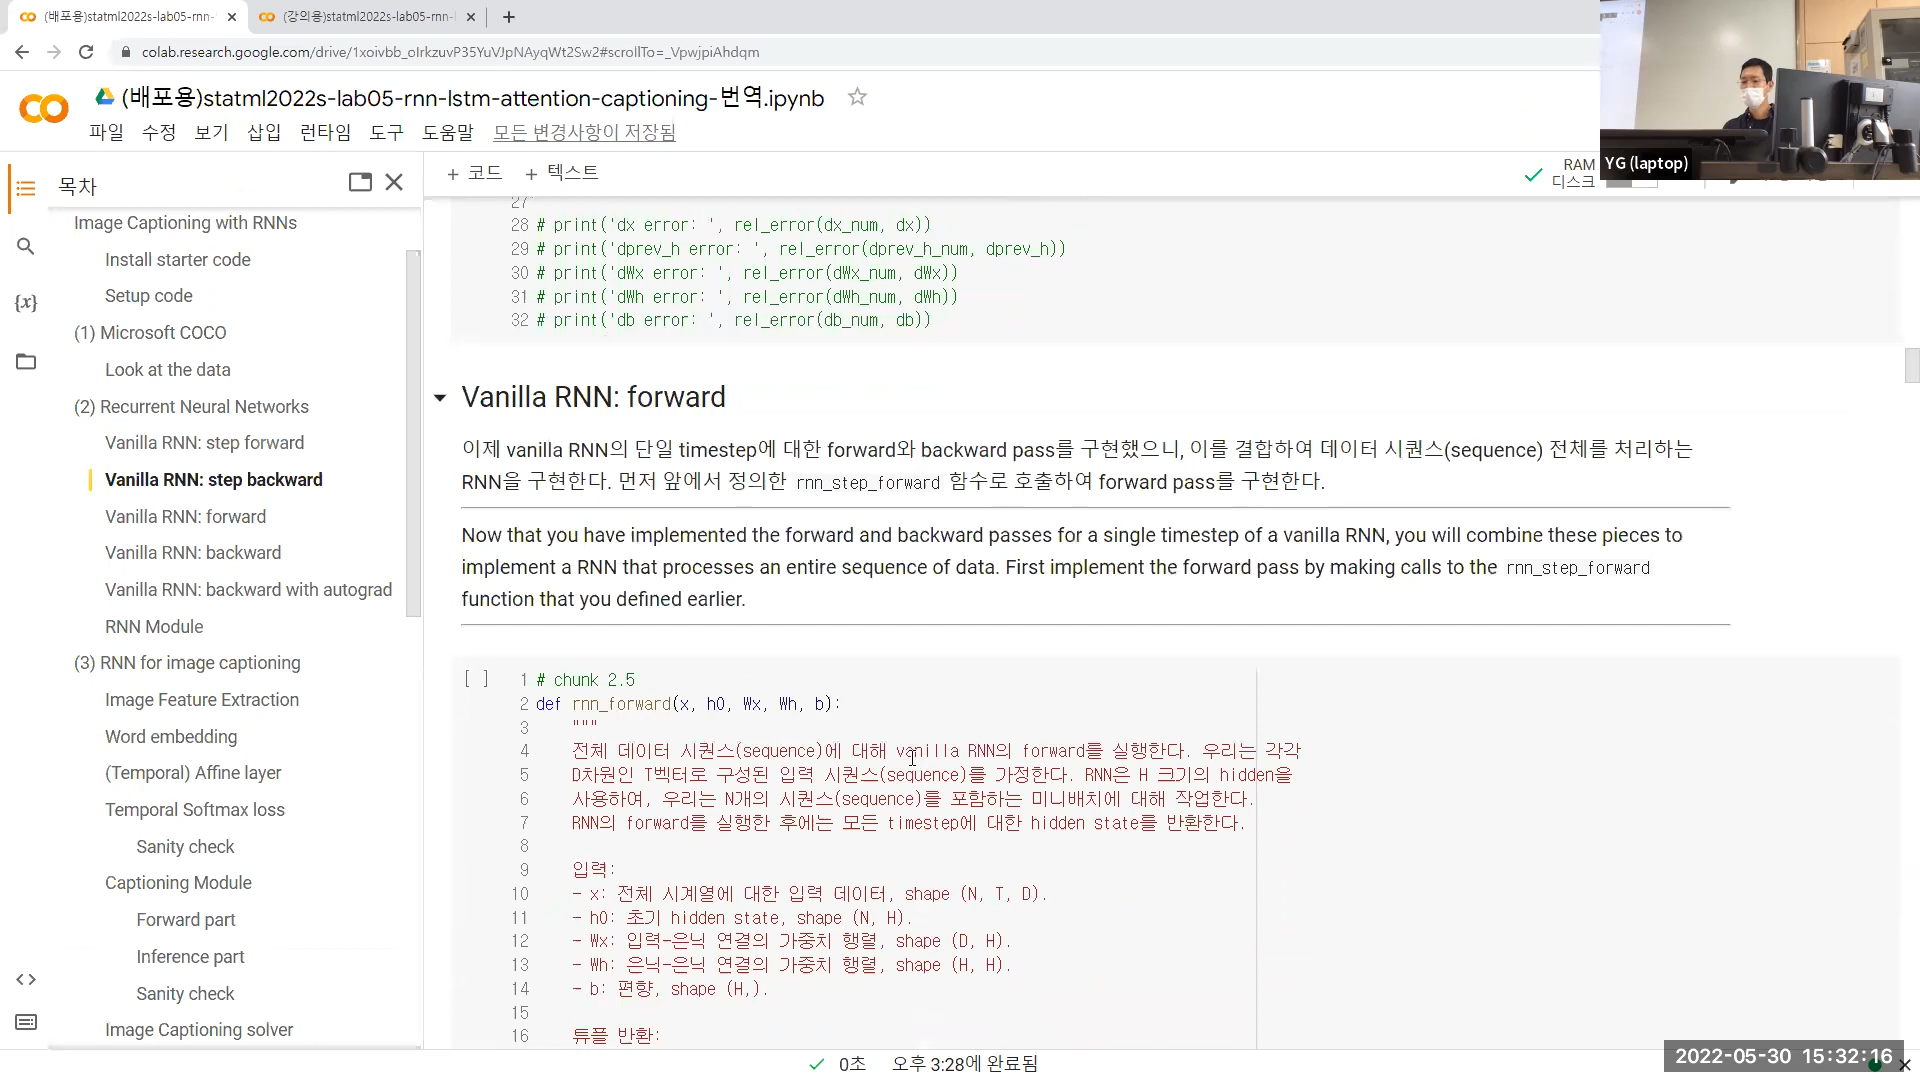 (배포용)statml2022s-lab05-rnn-
(강의용)statml2022s-lab05-rnn-l
colab.research.google.com/drive/1xoivbb_oIrkzuvP35YuVJpNAyqWt2Sw2#scrollTo=_VpwjpiAhdqm
(배포용)statml2022s-lab05-rnn-lstm-attention-captioning-번역.ipynb
파일 수정 보기 삽입 런타임 도구 도움말 모든 변경사항이 저장됨
YG (laptop)
+ 코드 + 텍스트
RAM
디스크
목차
Image Captioning with RNNs
Install starter code
Setup code
(1) Microsoft COCO
Look at the data
(2) Recurrent Neural Networks
Vanilla RNN: step forward
Vanilla RNN: step backward
Vanilla RNN: forward
Vanilla RNN: backward
Vanilla RNN: backward with autograd
RNN Module
(3) RNN for image captioning
Image Feature Extraction
Word embedding
(Temporal) Affine layer
Temporal Softmax loss
Sanity check
Captioning Module
Forward part
Inference part
Sanity check
Image Captioning solver
27
28 # print('dx error: ', rel_error(dx_num, dx))
29 # print('dprev_h error: ', rel_error(dprev_h_num, dprev_h))
30 # print('dWx error: ', rel_error(dWx_num, dWx))
31 # print('dWh error: ', rel_error(dWh_num, dWh))
32 # print('db error: ', rel_error(db_num, db))
Vanilla RNN: forward
이제 vanilla RNN의 단일 timestep에 대한 forward와 backward pass를 구현했으니, 이를 결합하여 데이터 시퀀스(sequence) 전체를 처리하는
RNN을 구현한다. 먼저 앞에서 정의한 rnn_step_forward 함수로 호출하여 forward pass를 구현한다.
Now that you have implemented the forward and backward passes for a single timestep of a vanilla RNN, you will combine these pieces to
implement a RNN that processes an entire sequence of data. First implement the forward pass by making calls to the rnn_step_forward
function that you defined earlier.
[ ] 1 # chunk 2.5
2 def rnn_forward(x, h0, Wx, Wh, b):
3 """
4 전체 데이터 시퀀스(sequence)에 대해 vanilla RNN의 forward를 실행한다. 우리는 각각
5 D차원인 T벡터로 구성된 입력 시퀀스(sequence)를 가정한다. RNN은 H 크기의 hidden을
6 사용하여, 우리는 N개의 시퀀스(sequence)를 포함하는 미니배치에 대해 작업한다.
7 RNN의 forward를 실행한 후에는 모든 timestep에 대한 hidden state를 반환한다.
8
9 입력:
10 - x: 전체 시계열에 대한 입력 데이터, shape (N, T, D).
11 - h0: 초기 hidden state, shape (N, H).
12 - Wx: 입력-은닉 연결의 가중치 행렬, shape (D, H).
13 - Wh: 은닉-은닉 연결의 가중치 행렬, shape (H, H).
14 - b: 편향, shape (H,).
15
16 튜플 반환:
0초 오후 3:28에 완료됨
2022-05-30 15:32:16